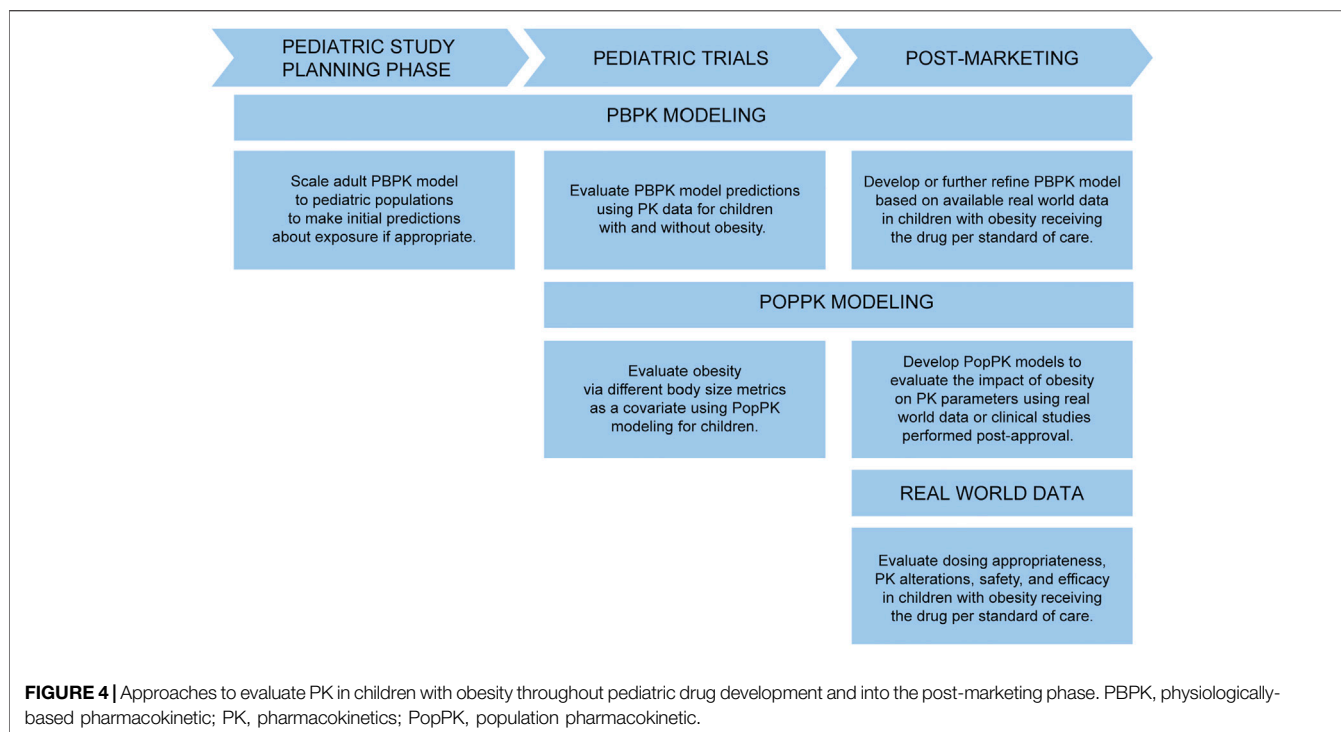 PEDIATRIC STUDY
PLANNING PHASE
PEDIATRIC TRIALS
POST-MARKETING
PBPK MODELING
Scale adult PBPK model
to pediatric populations
to make initial predictions
about exposure if appropriate.
Evaluate PBPK model predictions
using PK data for children
with and without obesity.
Develop or further refine PBPK model
based on available real world data
in children with obesity receiving
the drug per standard of care.
POPPK MODELING
Evaluate obesity
via different body size metrics
as a covariate using PopPK
modeling for children.
Develop PopPK models to
evaluate the impact of obesity
on PK parameters using real
world data or clinical studies
performed post-approval.
REAL WORLD DATA
Evaluate dosing appropriateness,
PK alterations, safety, and efficacy
in children with obesity receiving
the drug per standard of care.
FIGURE 4 | Approaches to evaluate PK in children with obesity throughout pediatric drug development and into the post-marketing phase. PBPK, physiologically-
based pharmacokinetic; PK, pharmacokinetics; PopPK, population pharmacokinetic.